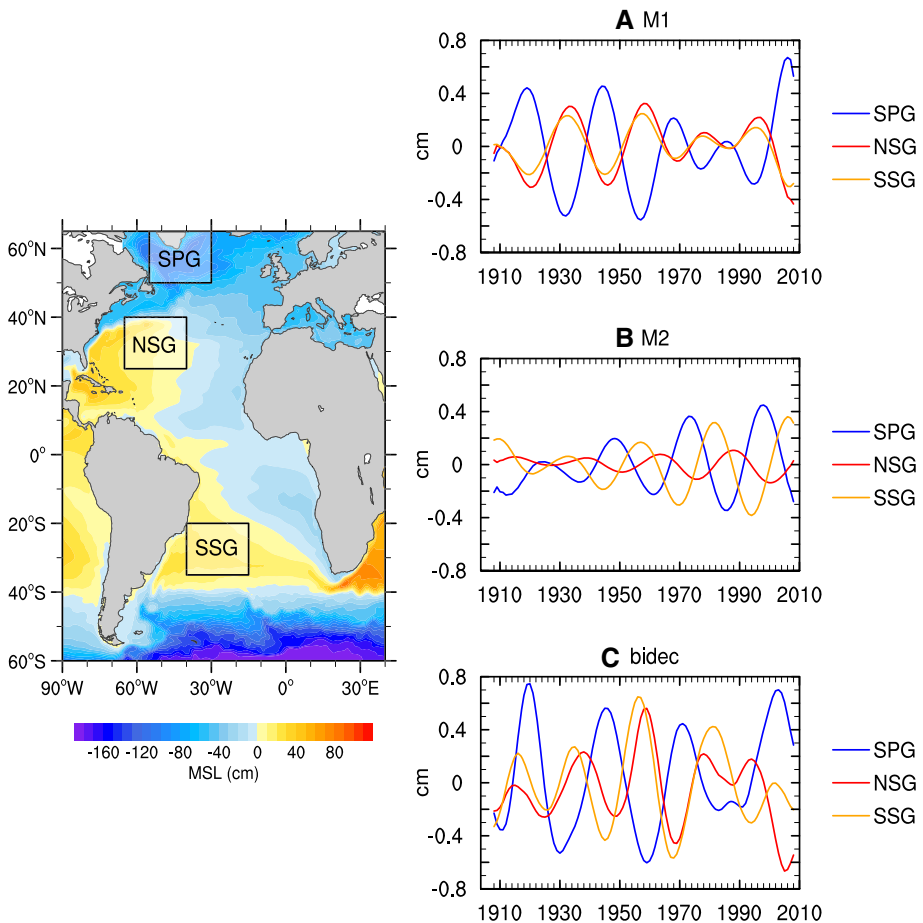 60°N
40°N
20°N
0°
20°S
40°S
60°S
90°W 60°W 30°W 0° 30°E
SPG
NSG
SSG
-160 -120 -80 -40 0 40 80
MSL (cm)
A M1
0.8
0.4
0
-0.4
-0.8
cm
1910 1930 1950 1970 1990 2010
SPG
NSG
SSG
B M2
0.8
0.4
0
-0.4
-0.8
cm
1910 1930 1950 1970 1990 2010
SPG
NSG
SSG
C bidec
0.8
0.4
0
-0.4
-0.8
cm
1910 1930 1950 1970 1990 2010
SPG
NSG
SSG